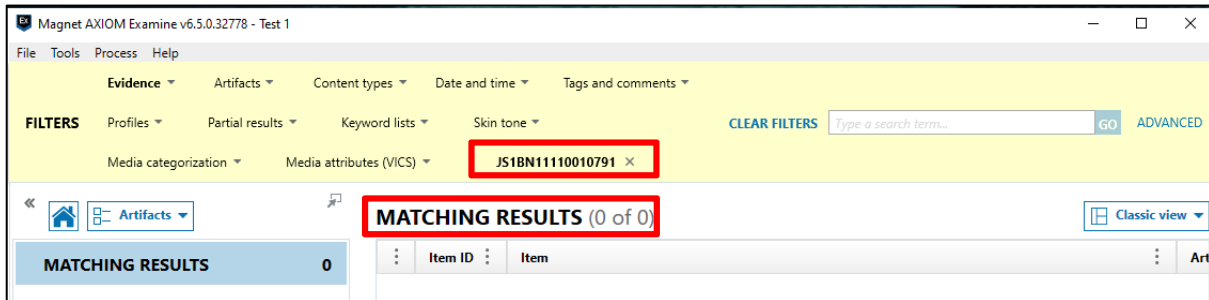 Magnet AXIOM Examine v6.5.0.32778 - Test 1
File Tools Process Help
Evidence Artifacts Content types Date and time Tags and comments
FILTERS Profiles Partial results Keyword lists Skin tone CLEAR FILTERS Type a search term... GO ADVANCED
Media categorization Media attributes (VICS) JS1BN11110010791 ×
Artifacts MATCHING RESULTS (0 of 0) Classic view
MATCHING RESULTS 0 Item ID Item Art